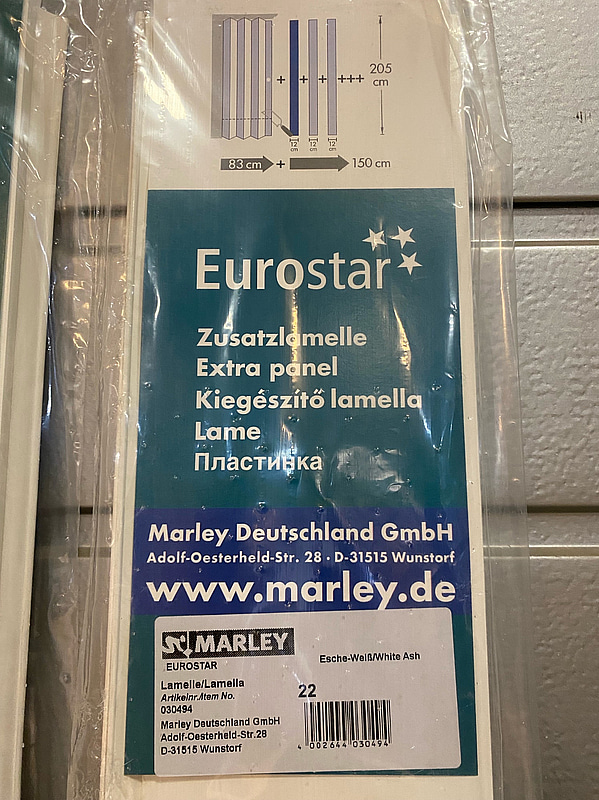 + + + +++
205
cm
12 12 12
cm cm cm
83 cm + 150 cm
Eurostar
Zusatzlamelle
Extra panel
Kiegészítő lamella
Lame
Пластинка
Marley Deutschland GmbH
Adolf-Oesterheld-Str. 28 · D-31515 Wunstorf
www.marley.de
MARLEY
EUROSTAR
Esche-Weiß/White Ash
Lamelle/Lamella
Artikelnr./Item No.
22
030494
Marley Deutschland GmbH
Adolf-Oesterheld-Str.28
D-31515 Wunstorf
4 002644 030494